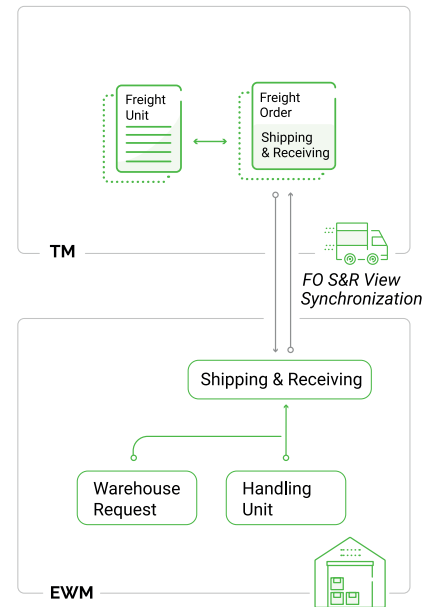 Freight
Unit
Freight
Order
Shipping
& Receiving
TM
FO S&R View
Synchronization
Shipping & Receiving
Warehouse
Request
Handling
Unit
EWM